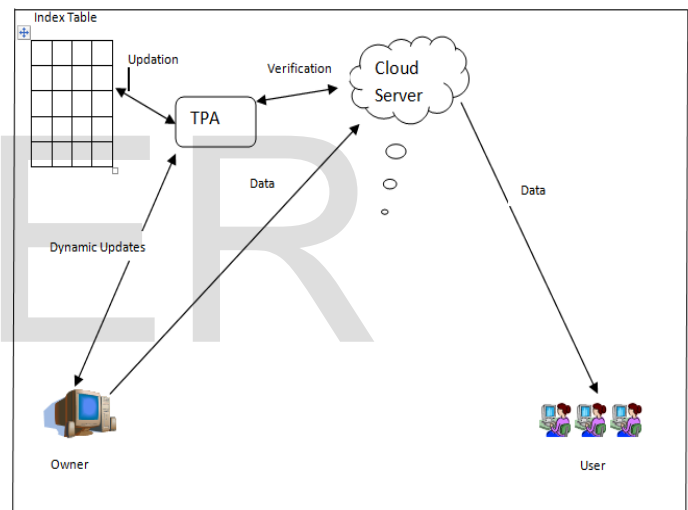 Index Table
Updation
Verification
Cloud
Server
TPA
Data
Data
Dynamic Updates
Owner
User
ER